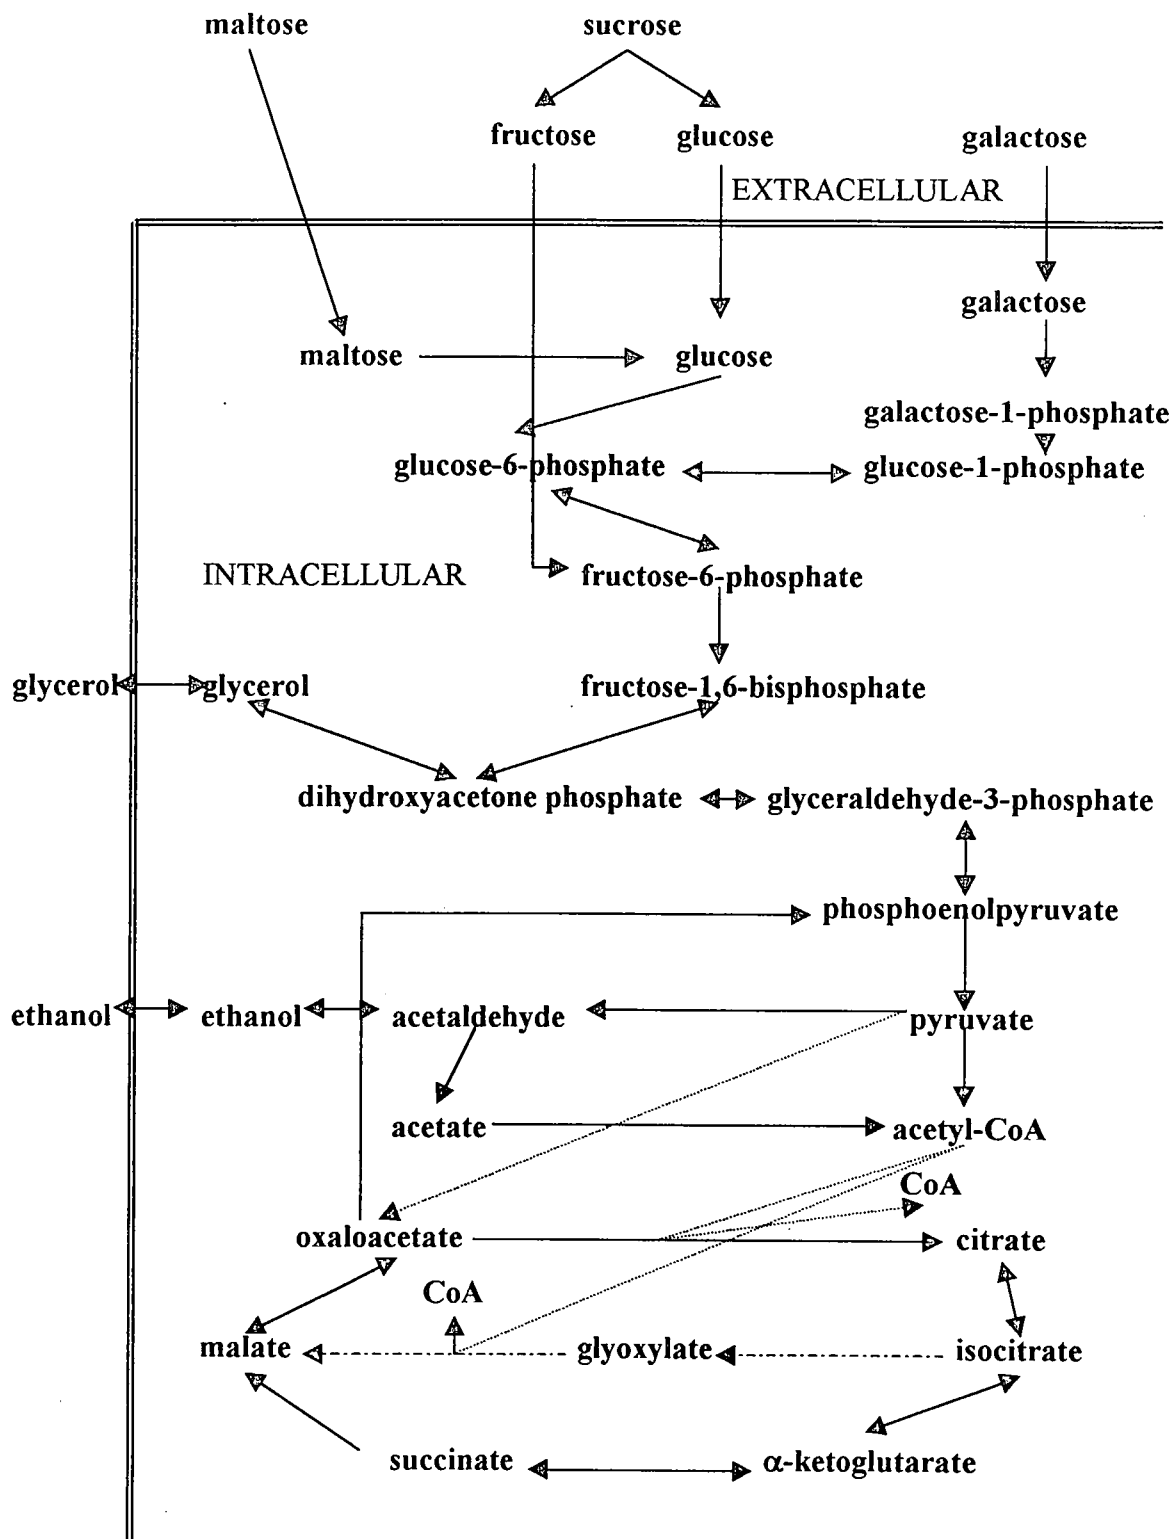 maltose sucrose
fructose glucose galactose
EXTRACELLULAR
galactose
maltose glucose
galactose-1-phosphate
glucose-6-phosphate glucose-1-phosphate
INTRACELLULAR fructose-6-phosphate
glycerol glycerol fructose-1,6-bisphosphate
dihydroxyacetone phosphate glyceraldehyde-3-phosphate
phosphoenolpyruvate
ethanol ethanol acetaldehyde pyruvate
acetate acetyl-CoA
CoA
oxaloacetate citrate
CoA
malate glyoxylate isocitrate
succinate α-ketoglutarate